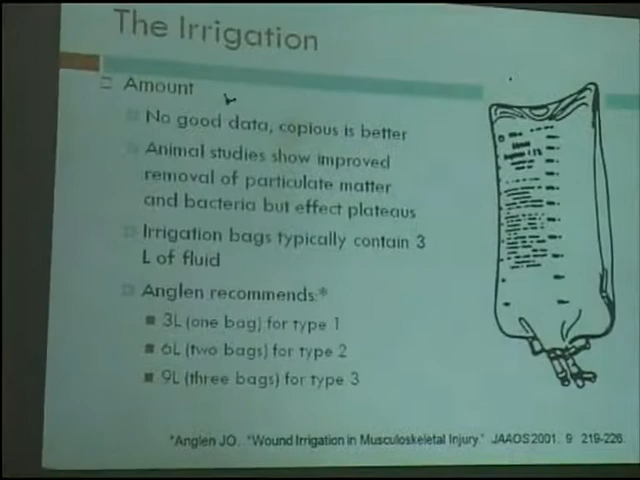 The Irrigation
Amount
No good data, copious is better
Animal studies show improved
removal of particulate matter
and bacteria but effect plateaus
Irrigation bags typically contain 3
L of fluid
Anglen recommends:*
3L (one bag) for type 1
6L (two bags) for type 2
9L (three bags) for type 3
*Anglen JO. "Wound Irrigation in Musculoskeletal Injury." JAAOS 2001. 9 219-226.